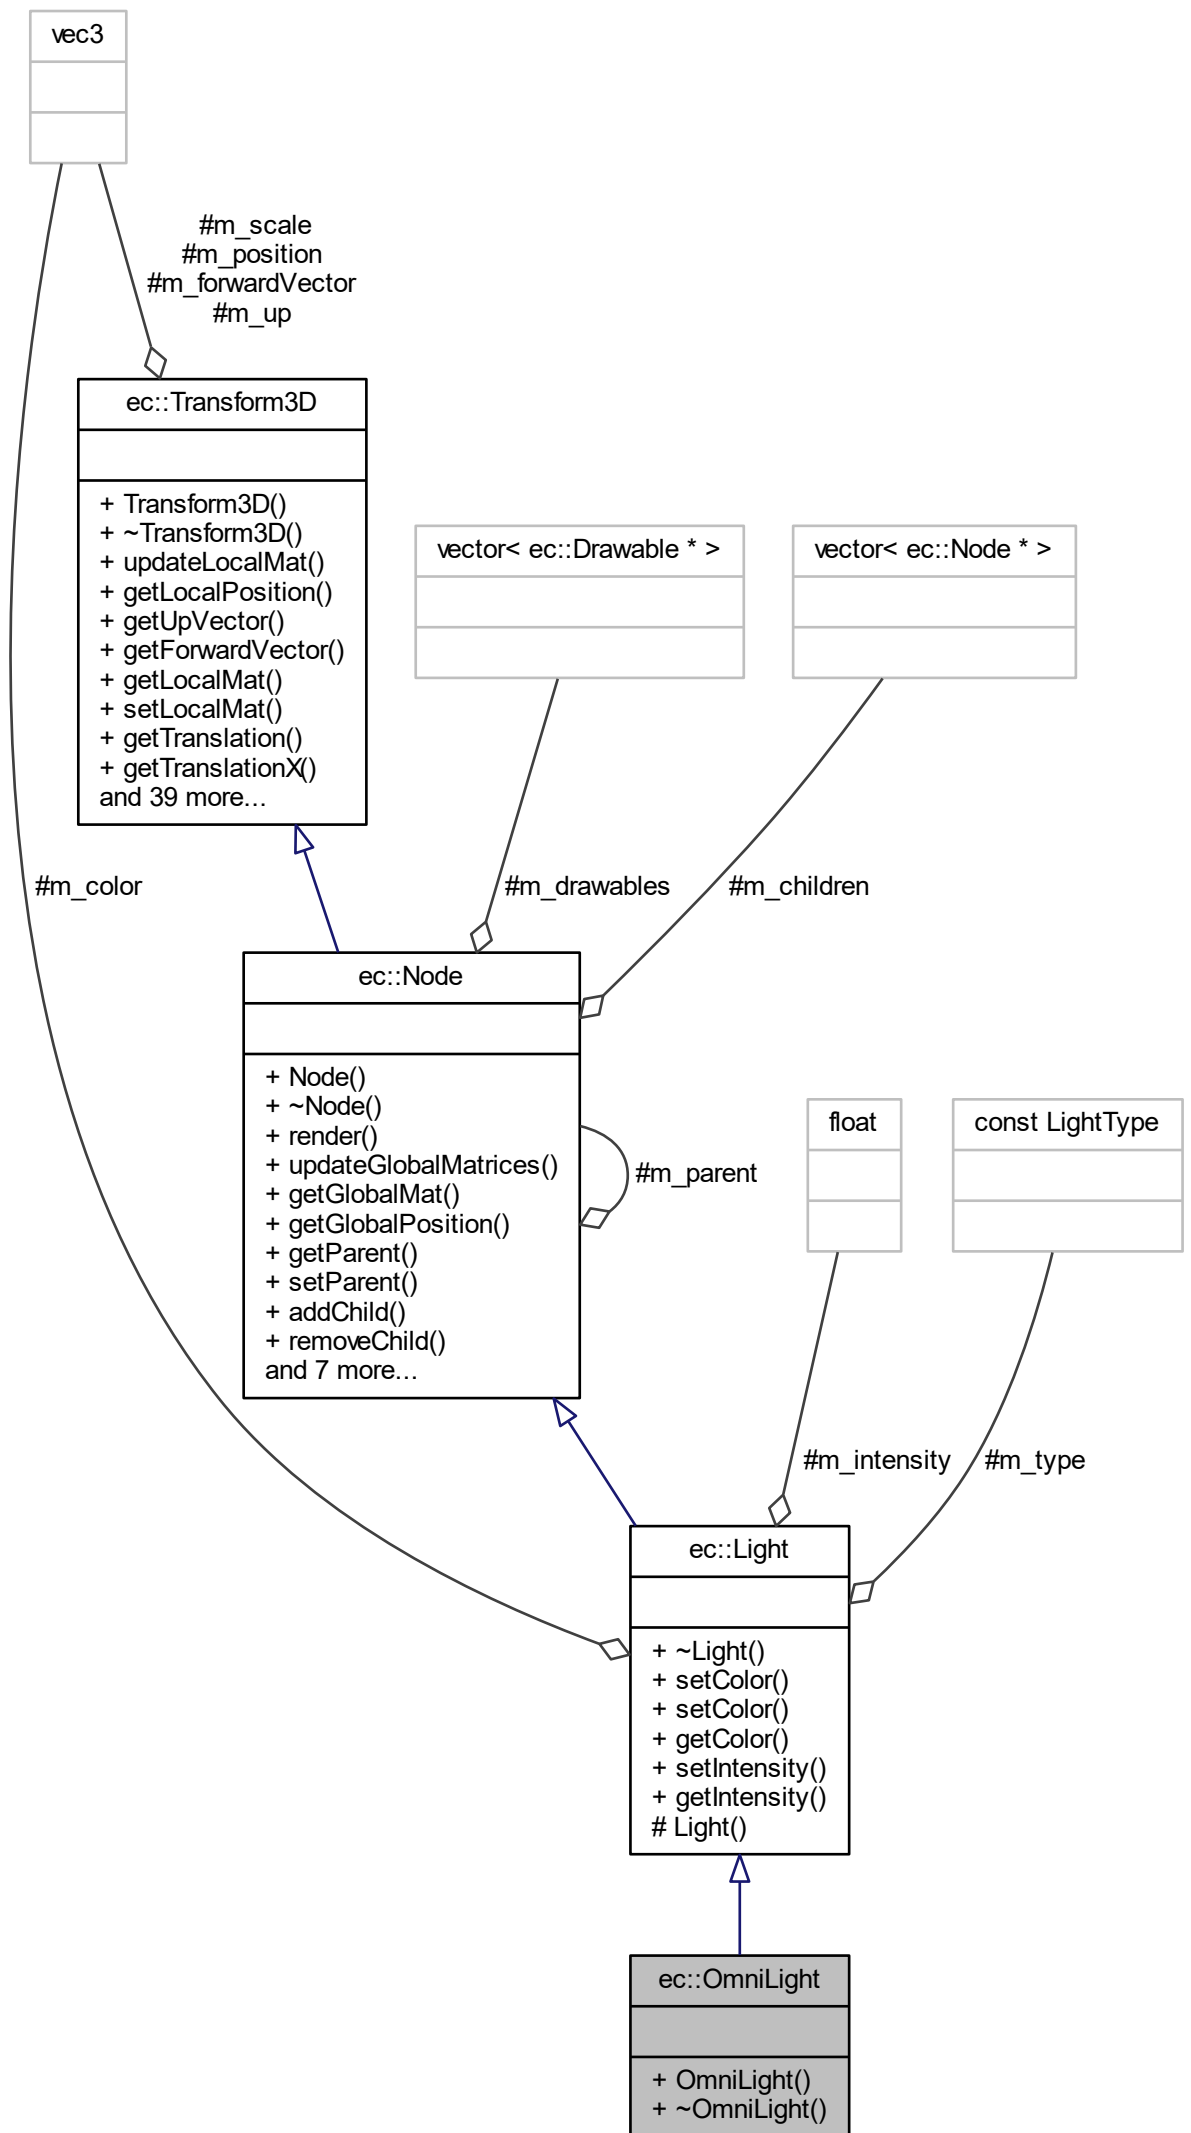 vec3
#m_scale
#m_position
#m_forwardVector
#m_up
ec::Transform3D
+ Transform3D()
+ ~Transform3D()
+ updateLocalMat()
+ getLocalPosition()
+ getUpVector()
+ getForwardVector()
+ getLocalMat()
+ setLocalMat()
+ getTranslation()
+ getTranslationX()
and 39 more...
vector< ec::Drawable * >
vector< ec::Node * >
#m_color
#m_drawables
#m_children
ec::Node
+ Node()
+ ~Node()
+ render()
+ updateGlobalMatrices()
+ getGlobalMat()
+ getGlobalPosition()
+ getParent()
+ setParent()
+ addChild()
+ removeChild()
and 7 more...
#m_parent
float
const LightType
#m_intensity
#m_type
ec::Light
+ ~Light()
+ setColor()
+ setColor()
+ getColor()
+ setIntensity()
+ getIntensity()
# Light()
ec::OmniLight
+ OmniLight()
+ ~OmniLight()